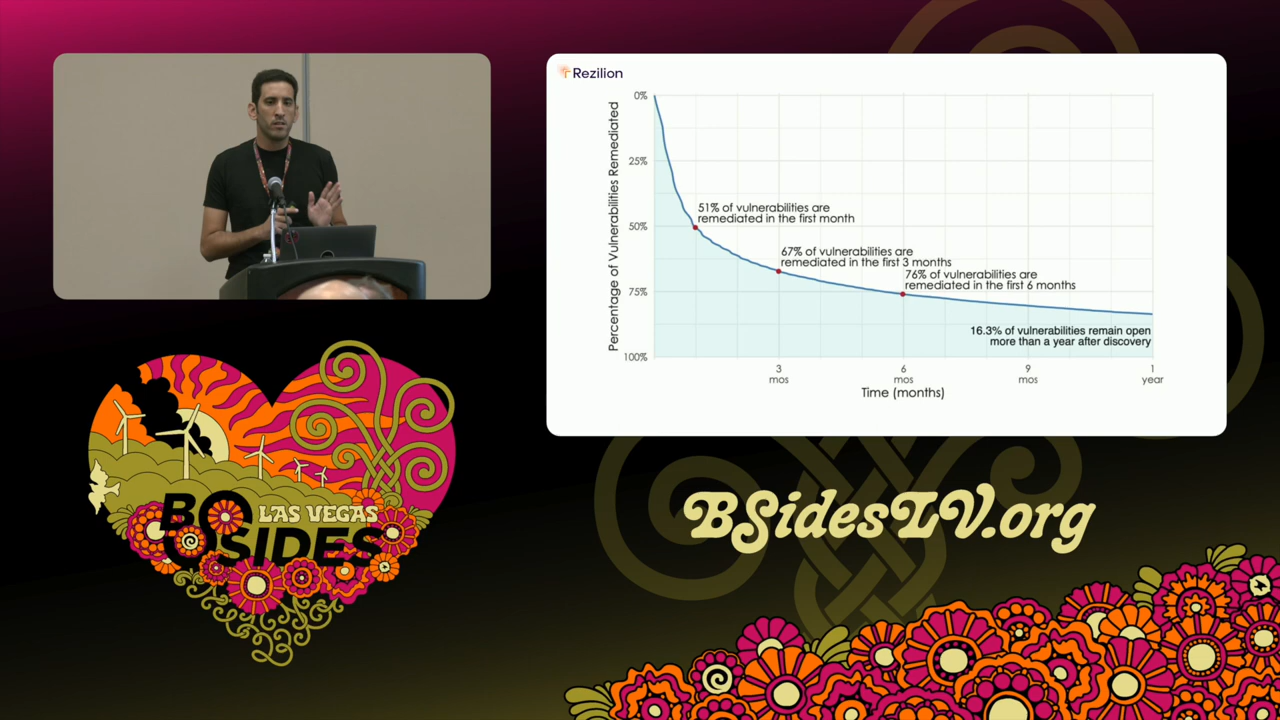 Rezilion
Percentage of Vulnerabilities Remediated
0%
25%
50%
75%
100%
51% of vulnerabilities are
remediated in the first month
67% of vulnerabilities are
remediated in the first 3 months
76% of vulnerabilities are
remediated in the first 6 months
16.3% of vulnerabilities remain open
more than a year after discovery
3
mos
6
mos
9
mos
1
year
Time (months)
BSIDES
LAS VEGAS
23
BSidesLV.org